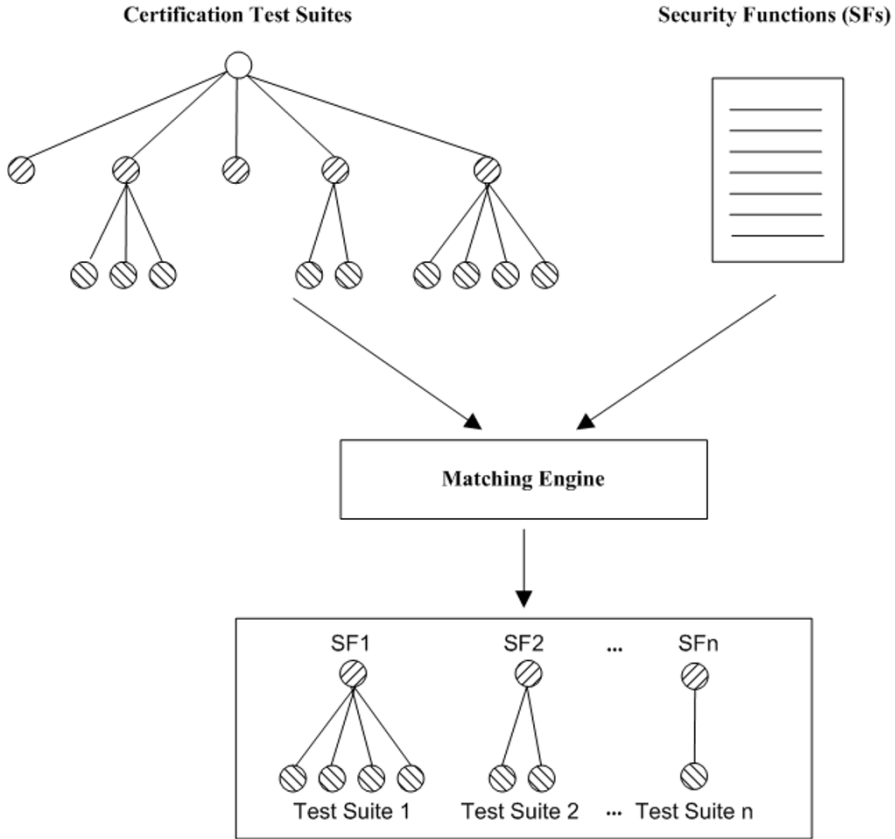 Certification Test Suites
Security Functions (SFs)
Matching Engine
SF1 SF2 ... SFn
Test Suite 1 Test Suite 2 ... Test Suite n